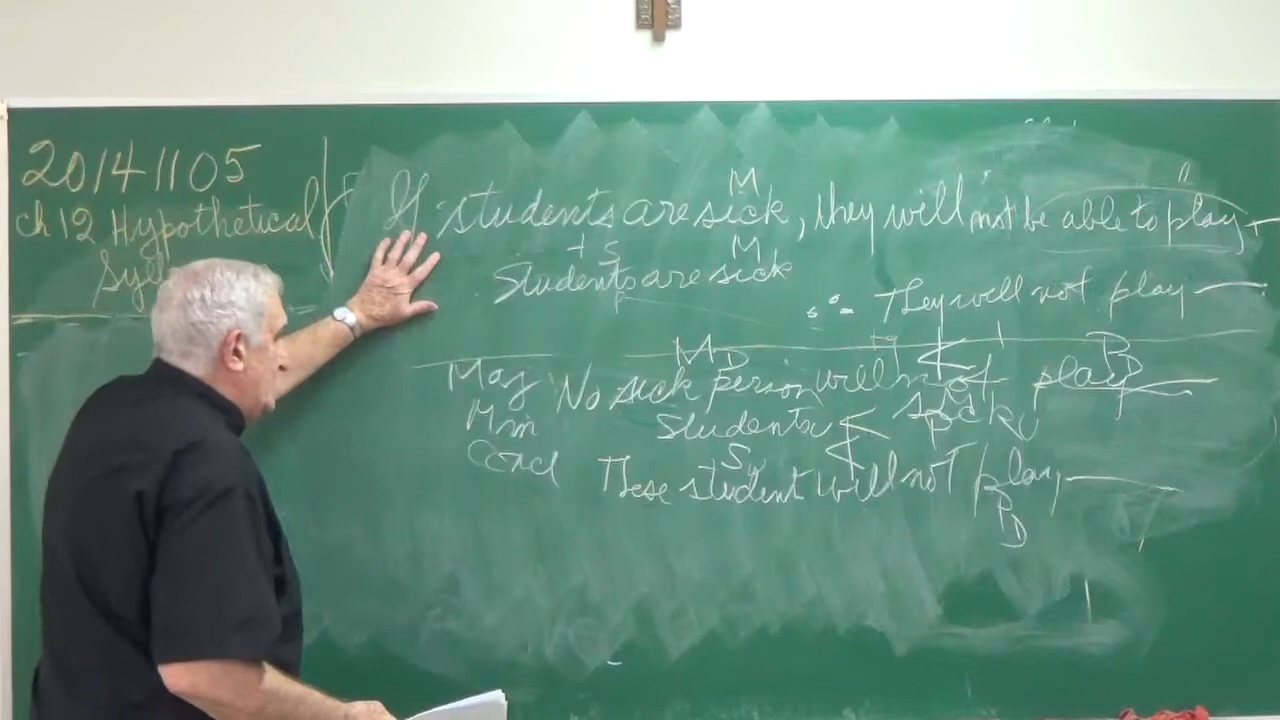 20141105
ch 12 Hypothetical
Syll
M
If students are sick, they will not be able to play
+ S M
Students are sick
∴ They will not play
M D B
Maj No sick person will not play
Min Students < sick
P
Concl These student will not play
S
P
D